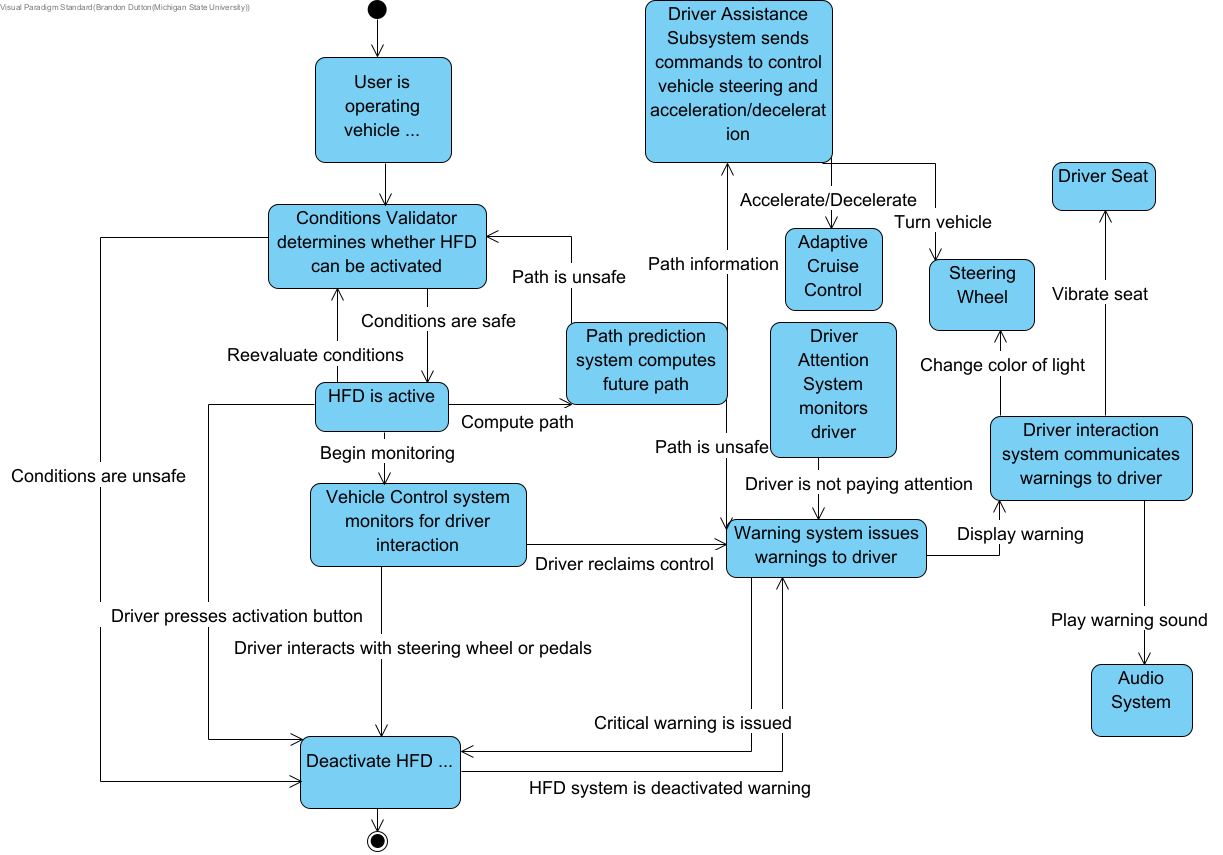 Visual Paradigm Standard(Brandon Dutton(Michigan State University))
User is
operating
vehicle ...
Driver Assistance
Subsystem sends
commands to control
vehicle steering and
acceleration/decelerat
ion
Driver Seat
Accelerate/Decelerate
Turn vehicle
Conditions Validator
determines whether HFD
can be activated
Adaptive
Cruise
Control
Path information
Path is unsafe
Steering
Wheel
Vibrate seat
Conditions are safe
Reevaluate conditions
Path prediction
system computes
future path
Driver
Attention
System
monitors
driver
Change color of light
HFD is active
Compute path
Begin monitoring
Path is unsafe
Driver interaction
system communicates
warnings to driver
Conditions are unsafe
Driver is not paying attention
Vehicle Control system
monitors for driver
interaction
Warning system issues
warnings to driver
Display warning
Driver reclaims control
Driver presses activation button
Play warning sound
Driver interacts with steering wheel or pedals
Audio
System
Critical warning is issued
Deactivate HFD ...
HFD system is deactivated warning